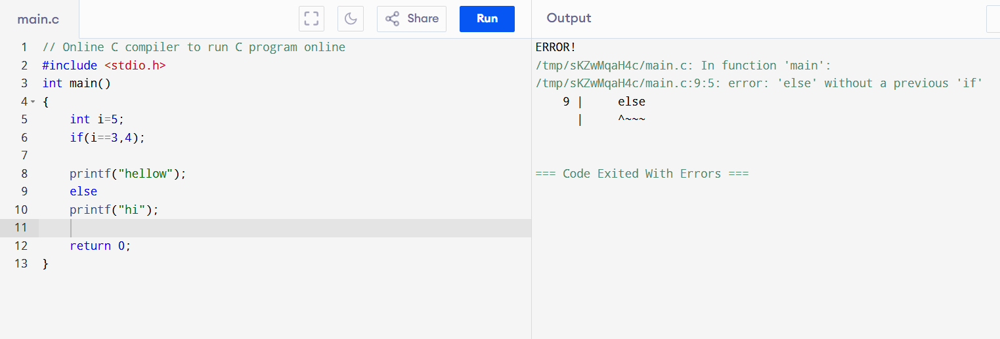 main.c
Share
Run
Output
1 // Online C compiler to run C program online
2 #include <stdio.h>
3 int main()
4 {
5     int i=5;
6     if(i==3,4);
7
8     printf("hellow");
9     else
10     printf("hi");
11
12     return 0;
13 }
ERROR!
/tmp/sKZwMqaH4c/main.c: In function 'main':
/tmp/sKZwMqaH4c/main.c:9:5: error: 'else' without a previous 'if'
    9 |     else
      |     ^~~~
=== Code Exited With Errors ===